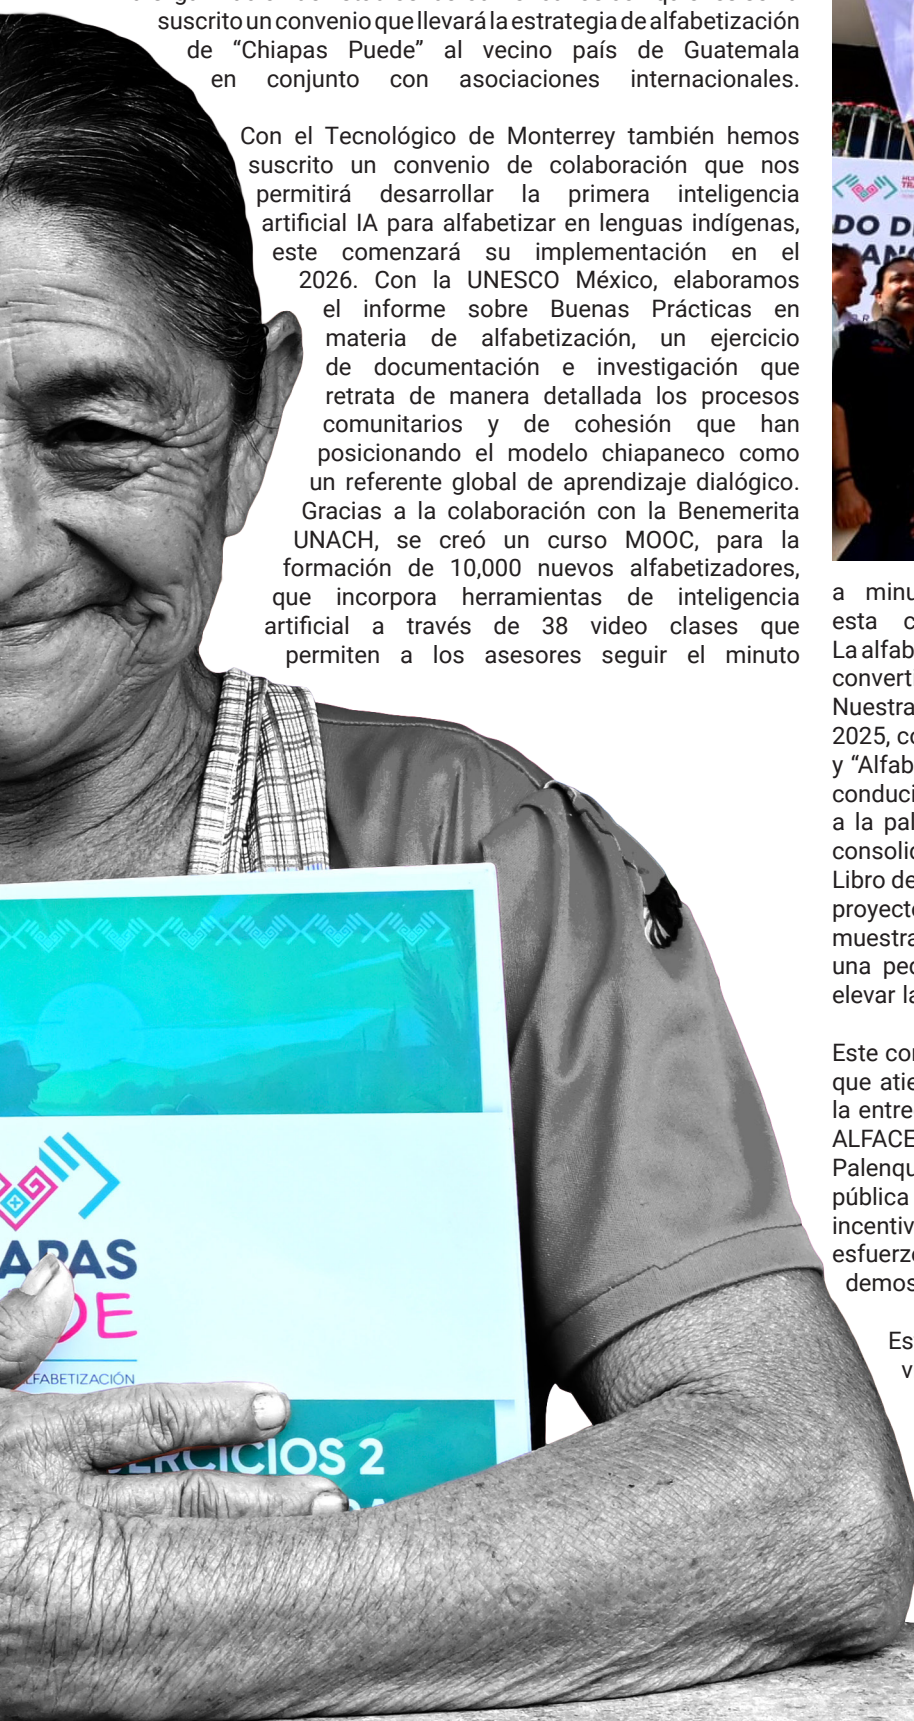 suscrito un convenio que llevará la estrategia de alfabetización
de “Chiapas Puede” al vecino país de Guatemala
en conjunto con asociaciones internacionales.
Con el Tecnológico de Monterrey también hemos
suscrito un convenio de colaboración que nos
permitirá desarrollar la primera inteligencia
artificial IA para alfabetizar en lenguas indígenas,
este comenzará su implementación en el
2026. Con la UNESCO México, elaboramos
el informe sobre Buenas Prácticas en
materia de alfabetización, un ejercicio
de documentación e investigación que
retrata de manera detallada los procesos
comunitarios y de cohesión que han
posicionando el modelo chiapaneco como
un referente global de aprendizaje dialógico.
Gracias a la colaboración con la Benemerita
UNACH, se creó un curso MOOC, para la
formación de 10,000 nuevos alfabetizadores,
que incorpora herramientas de inteligencia
artificial a través de 38 video clases que
permiten a los asesores seguir el minuto
DO D
a minu
esta c
La alfab
converti
Nuestra
2025, co
y “Alfab
conduci
a la pal
consolid
Libro de
proyecto
muestra
una ped
elevar la
Este cor
que atie
la entre
ALFACE
Palenqu
pública
incentiv
esfuerzo
demos
Es
v
APAS
DE
LFABETIZACIÓN
ERCICIOS 2